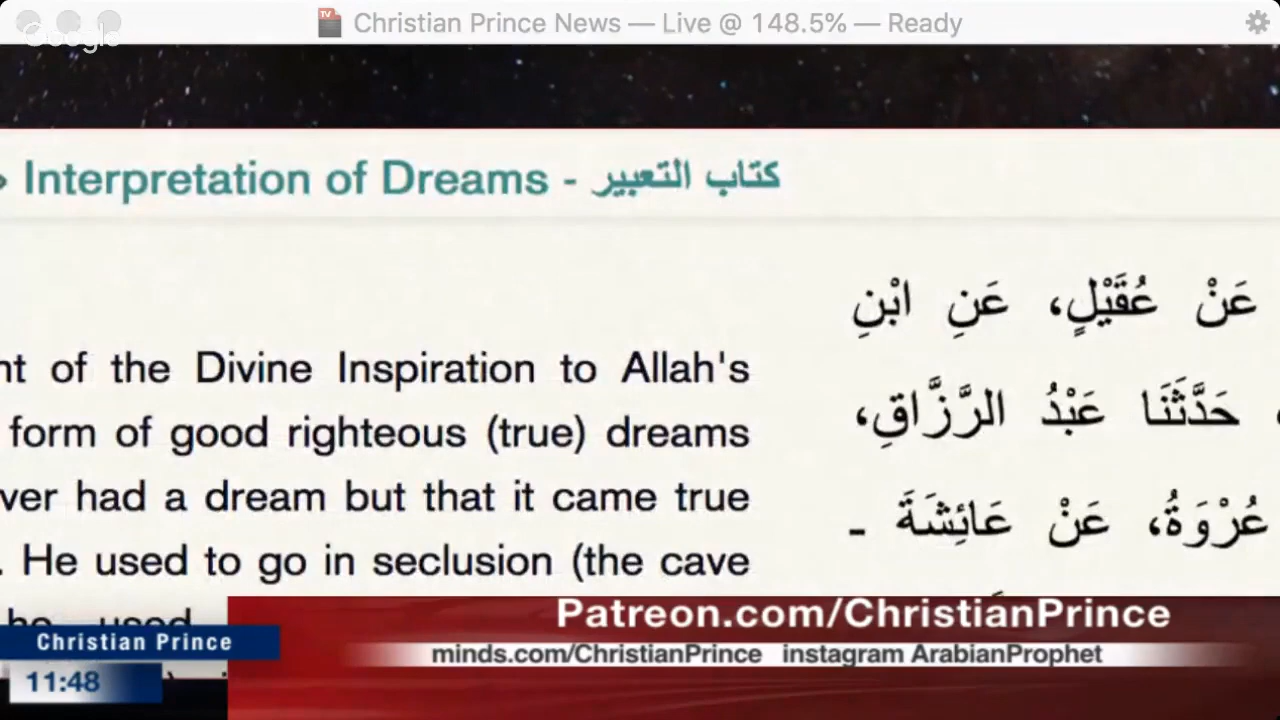 Google
Christian Prince News — Live @ 148.5% — Ready
Interpretation of Dreams - كتاب التعبير
nt of the Divine Inspiration to Allah's
form of good righteous (true) dreams
ver had a dream but that it came true
. He used to go in seclusion (the cave
he used
عَنْ عُقَيْلٍ، عَنِ ابْنِ
حَدَّثَنَا عَبْدُ الرَّزَّاقِ،
عُرْوَةُ، عَنْ عَائِشَةَ ـ
Patreon.com/ChristianPrince
Christian Prince
minds.com/ChristianPrince instagram ArabianProphet
11:48